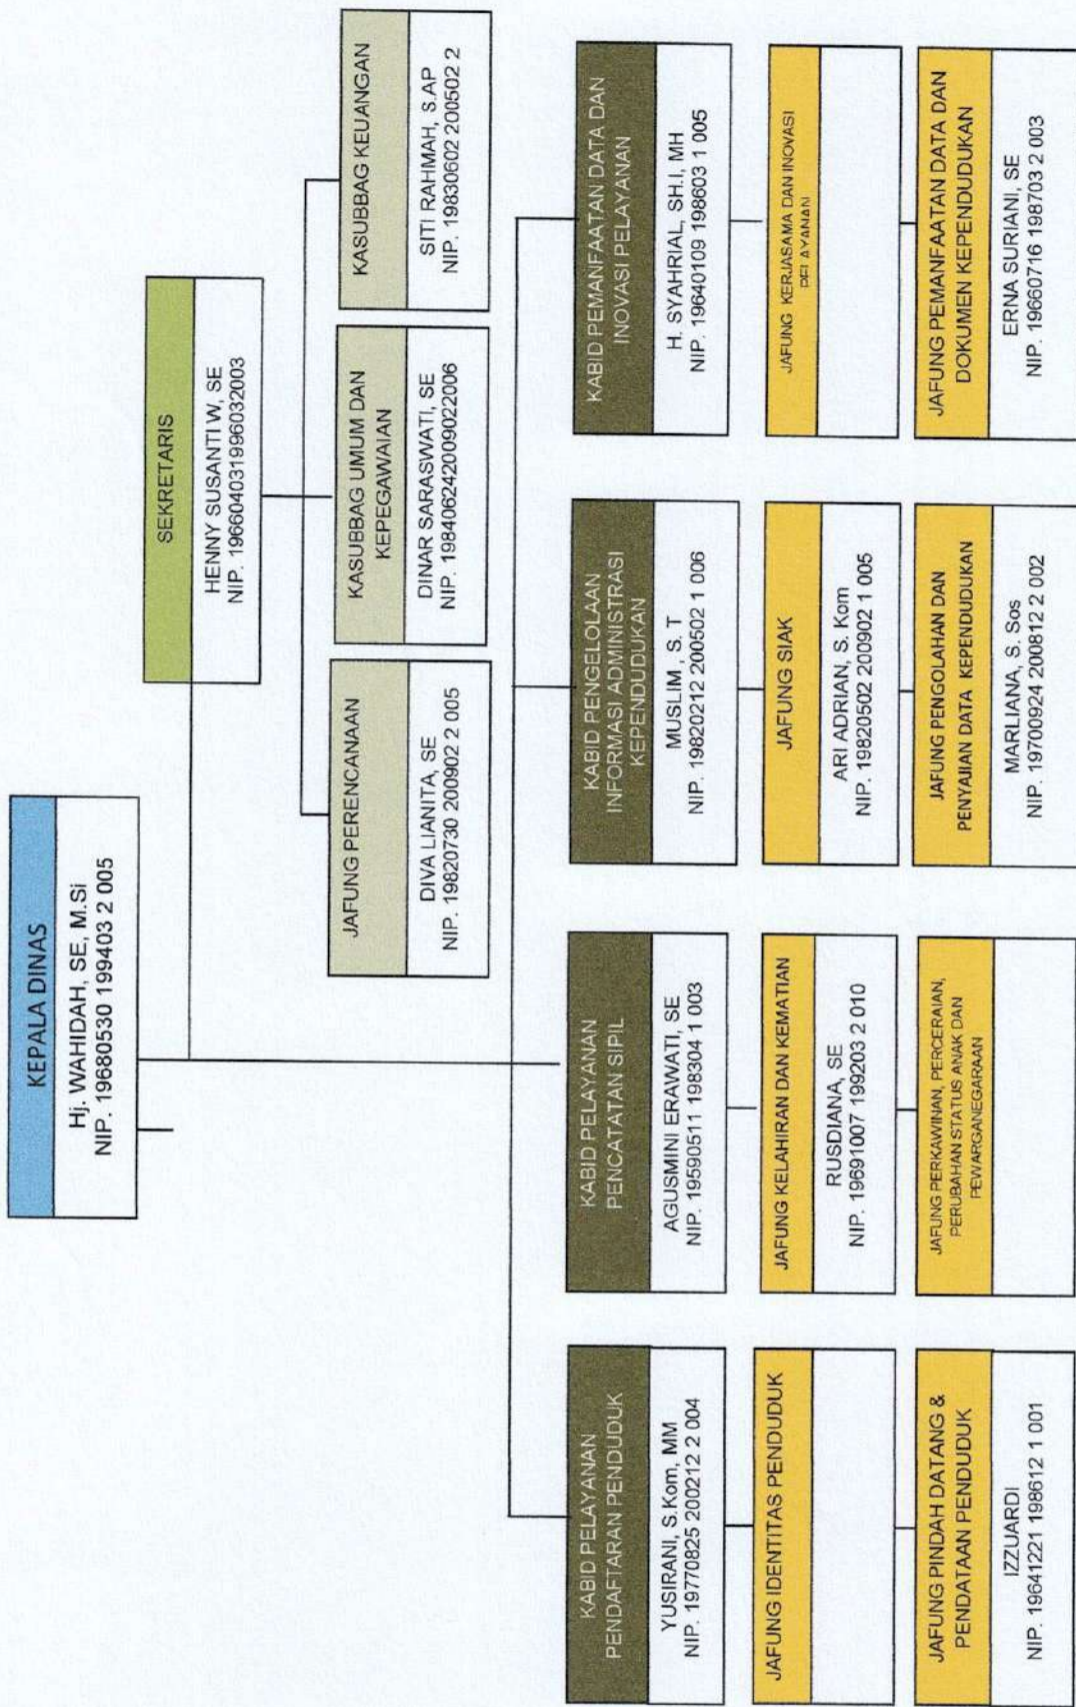 KEPALA DINAS
Hj. WAHIDAH, SE, M.Si
NIP. 19680530 199403 2 005
SEKRETARIS
HENNY SUSANTI W, SE
NIP. 196604031996032003
JAFUNG PERENCANAAN
DIVA LIANITA, SE
NIP. 19820730 200902 2 005
KASUBBAG UMUM DAN
KEPEGAWAIAN
DINAR SARASWATI, SE
NIP. 198406242009022006
KASUBBAG KEUANGAN
SITI RAHMAH, S.AP
NIP. 19830602 200502 2
KABID PELAYANAN
PENDAFTARAN PENDUDUK
YUSIRANI, S.Kom, MM
NIP. 19770825 200212 2 004
JAFUNG IDENTITAS PENDUDUK
JAFUNG PINDAH DATANG &
PENDATAAN PENDUDUK
IZZUARDI
NIP. 19641221 198612 1 001
KABID PELAYANAN
PENCATATAN SIPIL
AGUSMINI ERAWATI, SE
NIP. 19590511 198304 1 003
JAFUNG KELAHIRAN DAN KEMATIAN
RUSDIANA, SE
NIP. 19691007 199203 2 010
JAFUNG PERKAWINAN, PERCERAIAN,
PERUBAHAN STATUS ANAK DAN
PEWARGANEGARAAN
KABID PENGELOLAAN
INFORMASI ADMINISTRASI
KEPENDUDUKAN
MUSLIM , S. T
NIP. 19820212 200502 1 006
JAFUNG SIAK
ARI ADRIAN, S. Kom
NIP. 19820502 200902 1 005
JAFUNG PENGOLAHAN DAN
PENYAJIAN DATA KEPENDUDUKAN
MARLIANA, S. Sos
NIP. 19700924 200812 2 002
KABID PEMANFAATAN DATA DAN
INOVASI PELAYANAN
H. SYAHRIAL, SH.I, MH
NIP. 19640109 198603 1 005
JAFUNG KERJASAMA DAN INOVASI
PELAYANAN
JAFUNG PEMANFAATAN DATA DAN
DOKUMEN KEPENDUDUKAN
ERNA SURIANI, SE
NIP. 19660716 198703 2 003